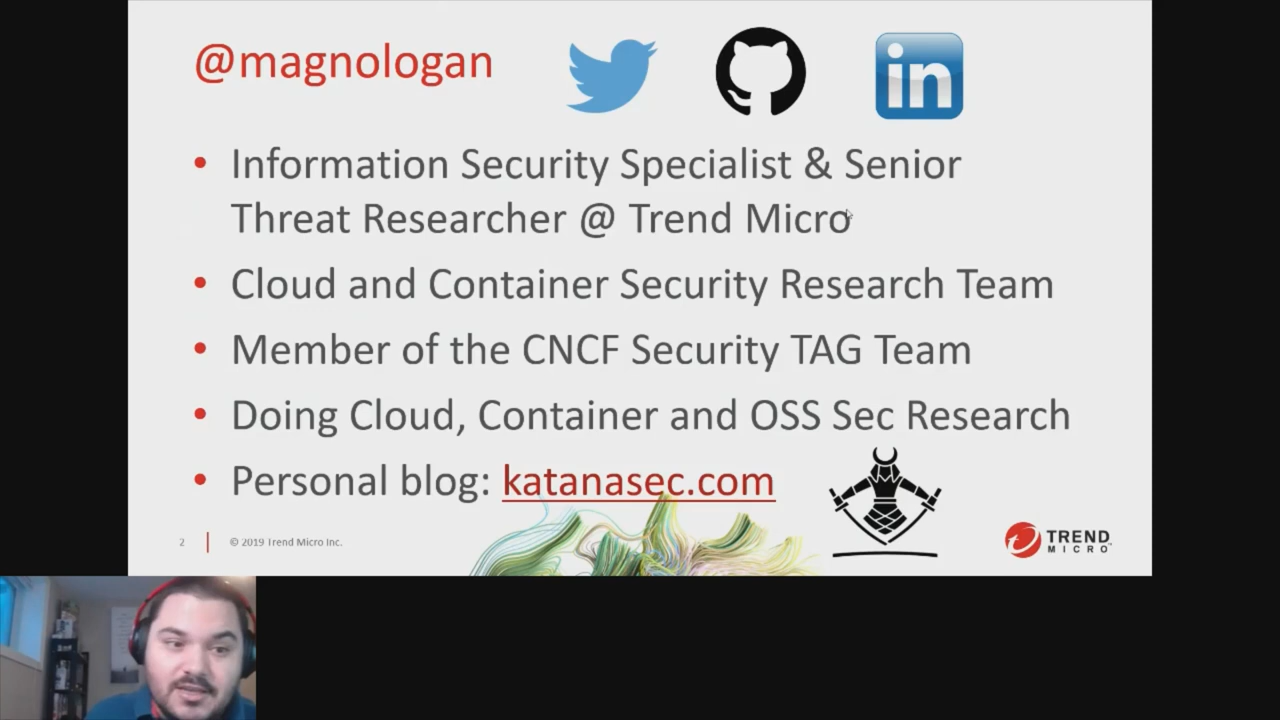 @magnologan
in
• Information Security Specialist & Senior
Threat Researcher @ Trend Micro
• Cloud and Container Security Research Team
• Member of the CNCF Security TAG Team
• Doing Cloud, Container and OSS Sec Research
• Personal blog: katanasec.com
2 | © 2019 Trend Micro Inc.
TREND
MICRO™